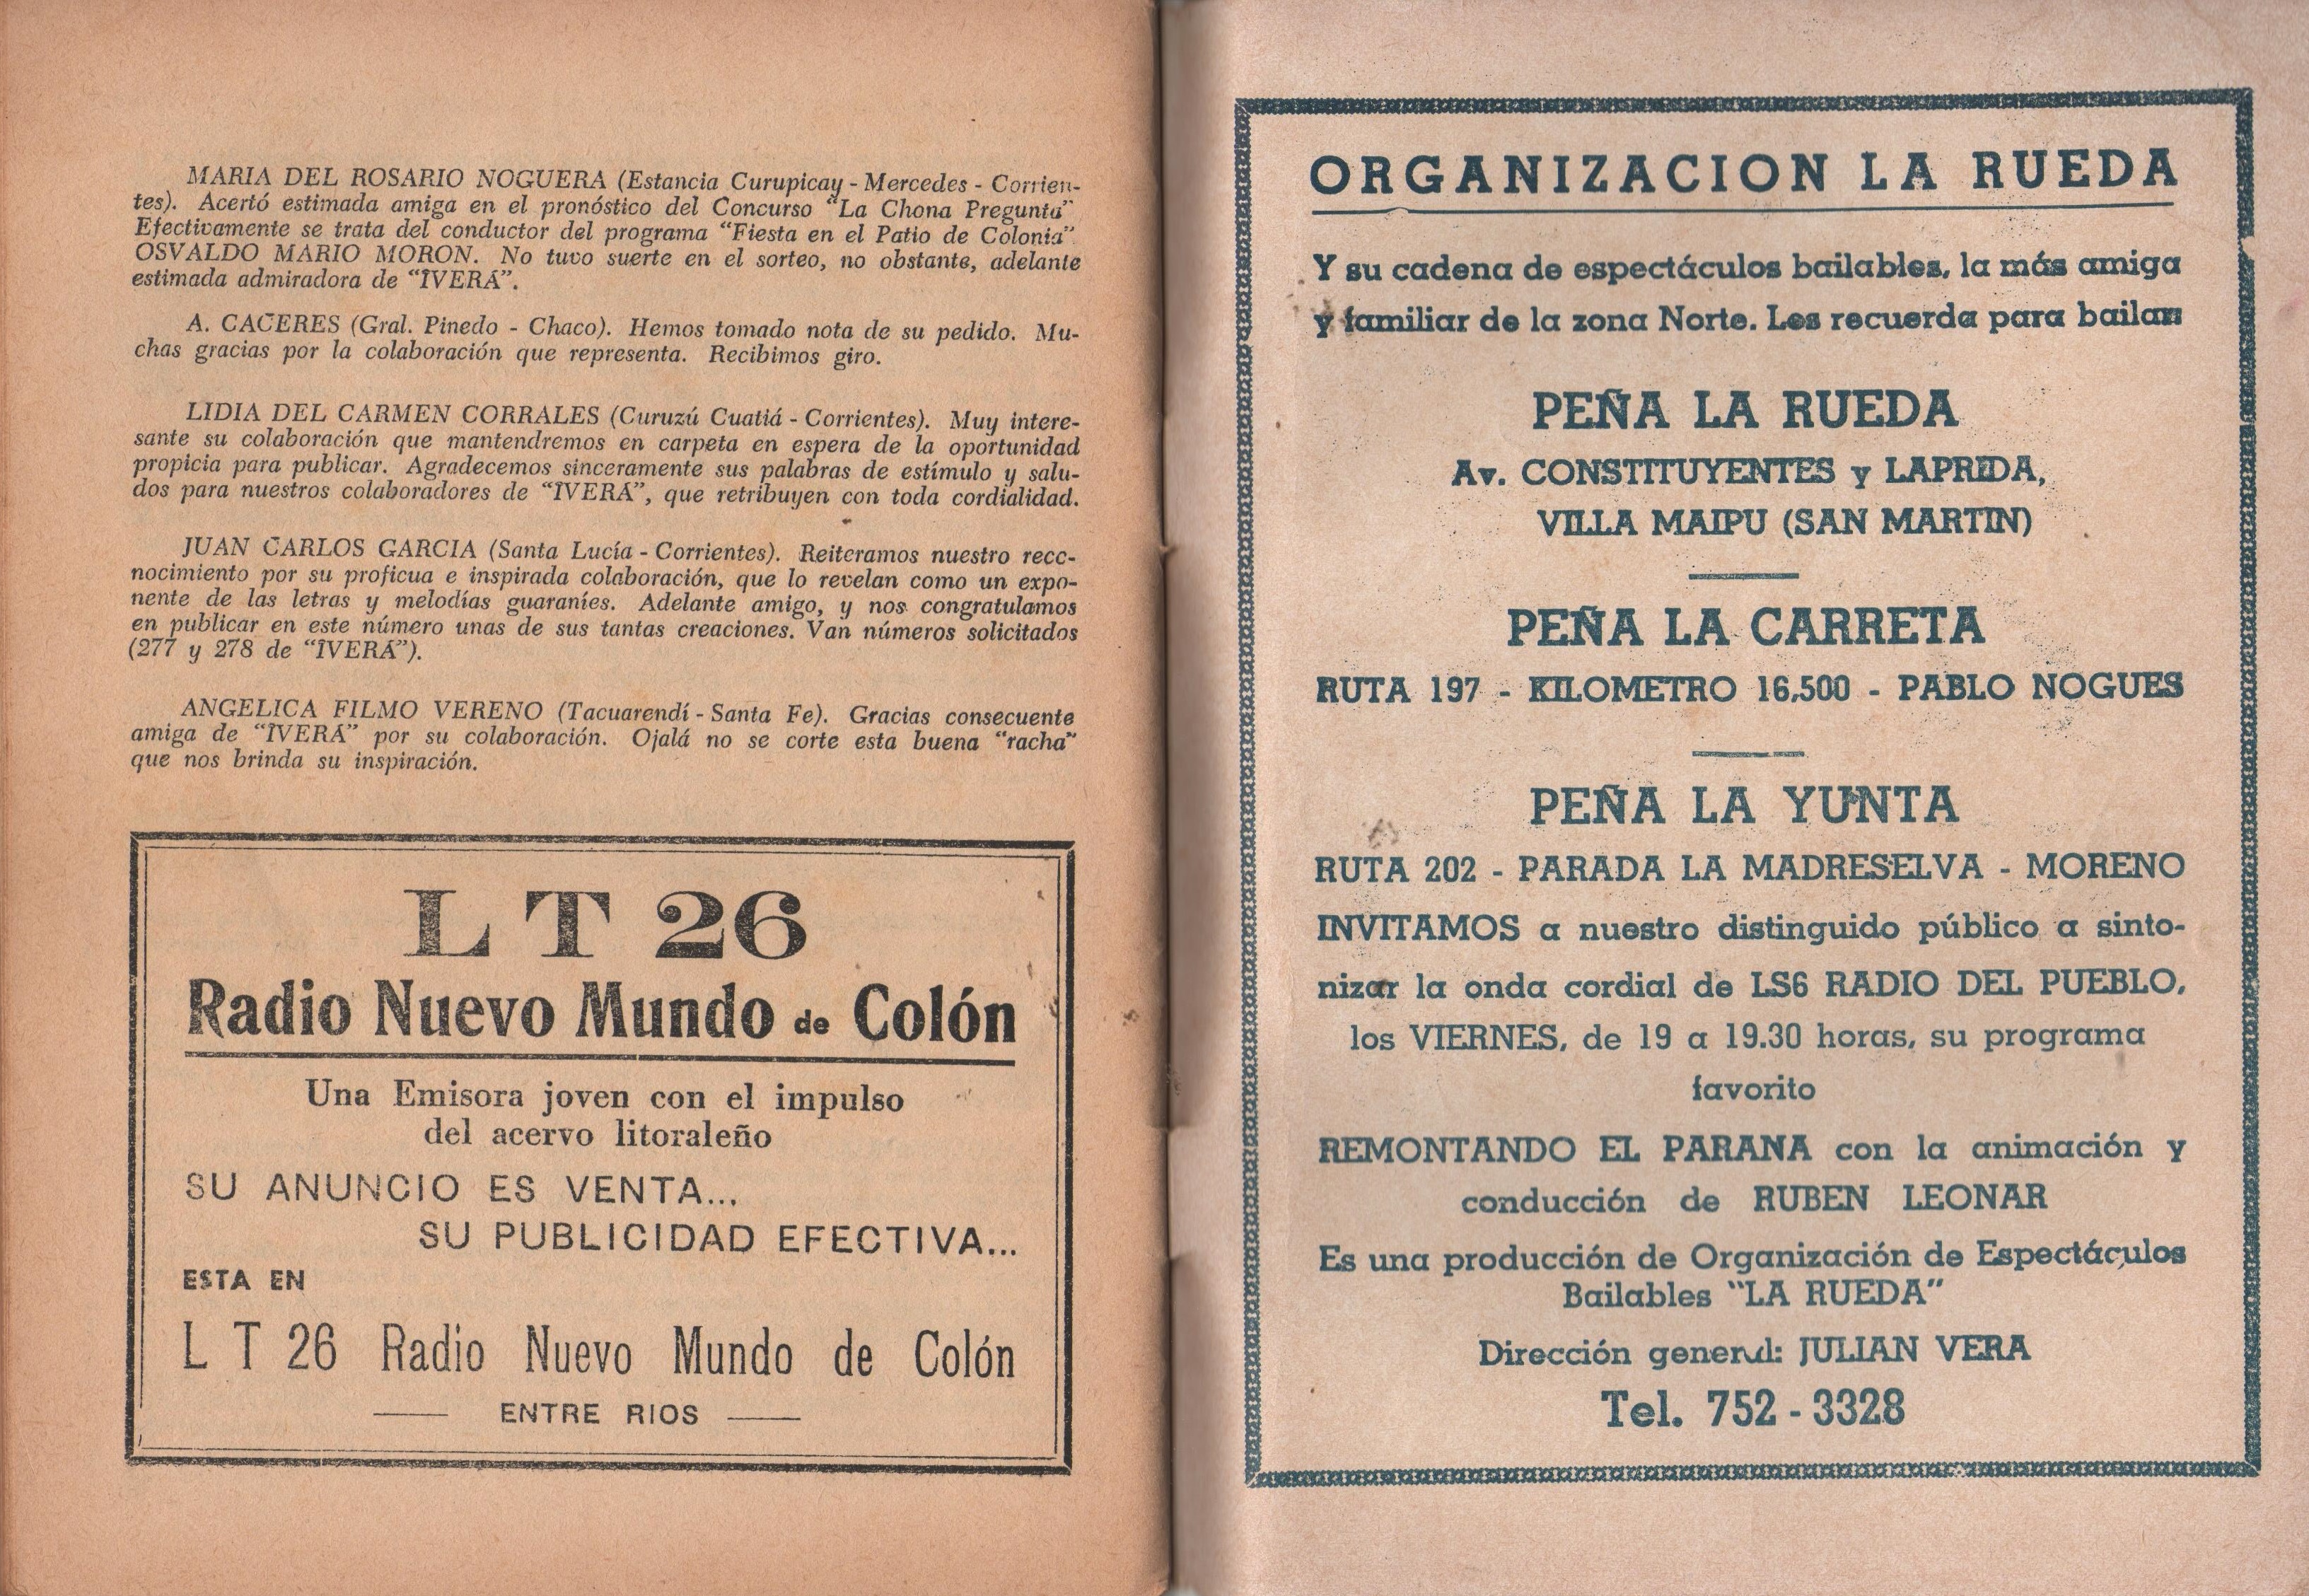 MARIA DEL ROSARIO NOGUERA (Estancia Curupicay - Mercedes - Corrien-
tes). Acertó estimada amiga en el pronóstico del Concurso "La Chona Pregunta"
Efectivamente se trata del conductor del programa "Fiesta en el Patio de Colonia"
OSVALDO MARIO MORON. No tuvo suerte en el sorteo, no obstante, adelante
estimada admiradora de "ĨVERÁ".
A. CACERES (Gral. Pinedo - Chaco). Hemos tomado nota de su pedido. Mu-
chas gracias por la colaboración que representa. Recibimos giro.
LIDIA DEL CARMEN CORRALES (Curuzú Cuatiá - Corrientes). Muy intere-
sante su colaboración que mantendremos en carpeta en espera de la oportunidad
propicia para publicar. Agradecemos sinceramente sus palabras de estímulo y salu-
dos para nuestros colaboradores de "ĨVERÁ", que retribuyen con toda cordialidad.
JUAN CARLOS GARCIA (Santa Lucía - Corrientes). Reiteramos nuestro recc-
nocimiento por su proficua e inspirada colaboración, que lo revelan como un expo-
nente de las letras y melodías guaraníes. Adelante amigo, y nos congratulamos
en publicar en este número unas de sus tantas creaciones. Van números solicitados
(277 y 278 de "ĨVERÁ").
ANGELICA FILMO VERENO (Tacuarendí - Santa Fe). Gracias consecuente
amiga de "ĨVERÁ" por su colaboración. Ojalá no se corte esta buena "racha"
que nos brinda su inspiración.
L T 26
Radio Nuevo Mundo de Colón
Una Emisora joven con el impulso
del acervo litoraleño
SU ANUNCIO ES VENTA...
SU PUBLICIDAD EFECTIVA...
ESTA EN
L T 26 Radio Nuevo Mundo de Colón
ENTRE RIOS
ORGANIZACION LA RUEDA
Y su cadena de espectáculos bailables, la más amiga
y familiar de la zona Norte. Les recuerda para bailar
PEÑA LA RUEDA
Av. CONSTITUYENTES y LAPRIDA,
VILLA MAIPU (SAN MARTIN)
PEÑA LA CARRETA
RUTA 197 - KILOMETRO 16,500 - PABLO NOGUES
PEÑA LA YUNTA
RUTA 202 - PARADA LA MADRESELVA - MORENO
INVITAMOS a nuestro distinguido público a sinto-
nizar la onda cordial de LS6 RADIO DEL PUEBLO,
los VIERNES, de 19 a 19.30 horas, su programa
favorito
REMONTANDO EL PARANA con la animación y
conducción de RUBEN LEONAR
Es una producción de Organización de Espectáculos
Bailables "LA RUEDA"
Dirección general: JULIAN VERA
Tel. 752 - 3328